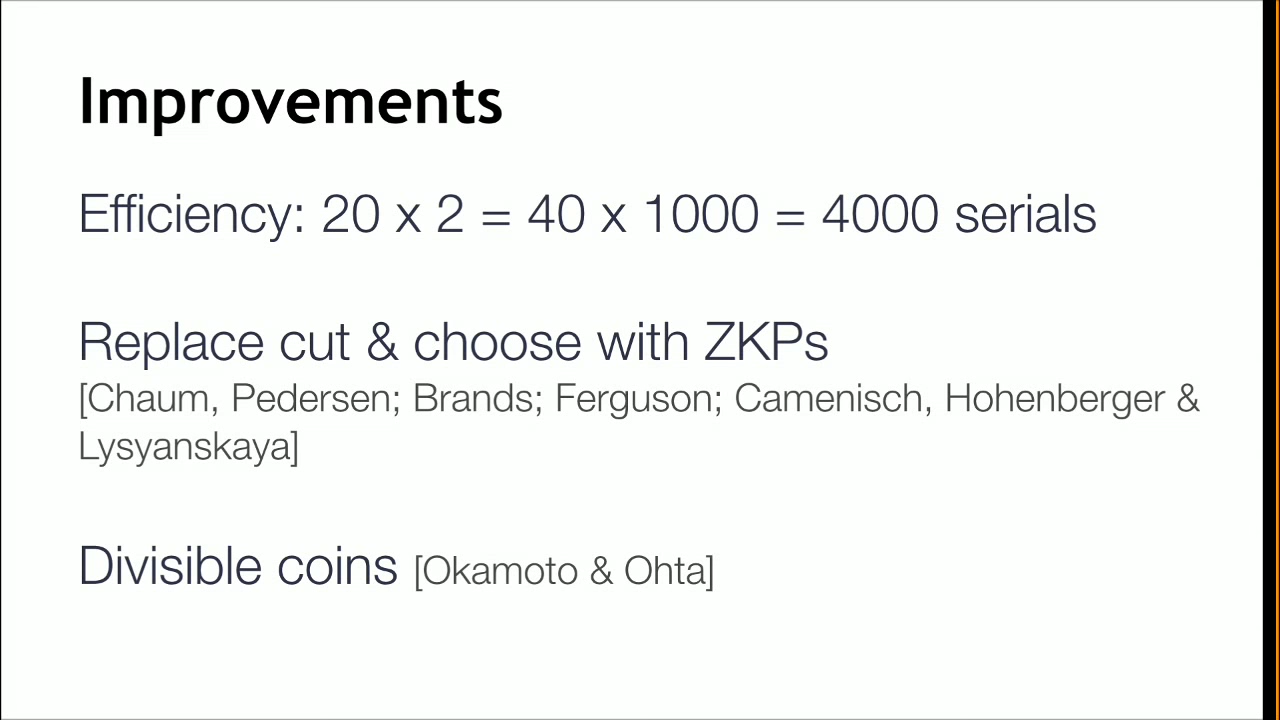 Improvements
Efficiency: 20 x 2 = 40 x 1000 = 4000 serials
Replace cut & choose with ZKPs
[Chaum, Pedersen; Brands; Ferguson; Camenisch, Hohenberger &
Lysyanskaya]
Divisible coins [Okamoto & Ohta]